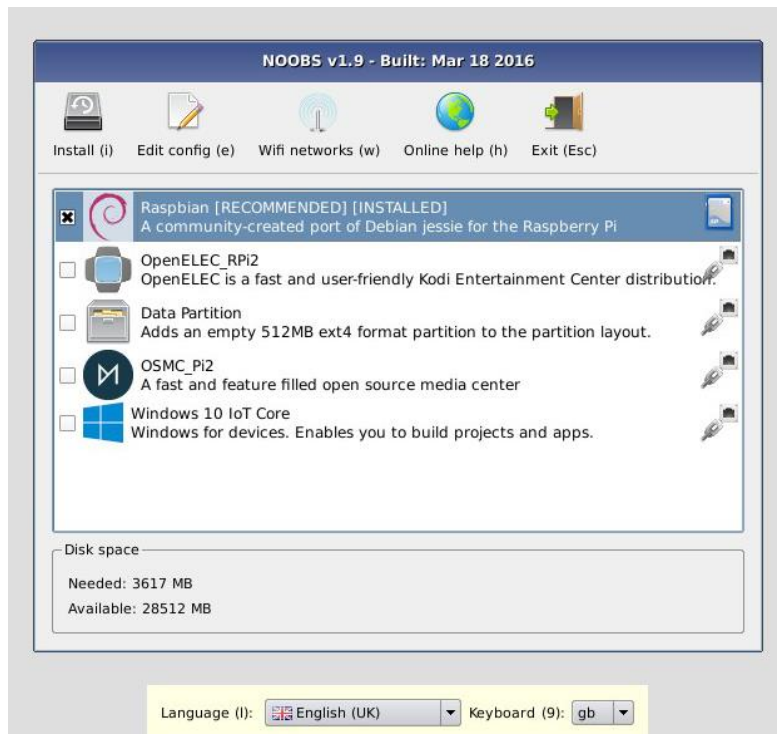 NOOBS v1.9 - Built: Mar 18 2016
Install (i) Edit config (e) Wifi networks (w) Online help (h) Exit (Esc)
Raspbian [RECOMMENDED] [INSTALLED]
A community-created port of Debian jessie for the Raspberry Pi
OpenELEC_RPi2
OpenELEC is a fast and user-friendly Kodi Entertainment Center distribution.
Data Partition
Adds an empty 512MB ext4 format partition to the partition layout.
OSMC_Pi2
A fast and feature filled open source media center
Windows 10 IoT Core
Windows for devices. Enables you to build projects and apps.
Disk space
Needed: 3617 MB
Available: 28512 MB
Language (l): English (UK) Keyboard (9): gb